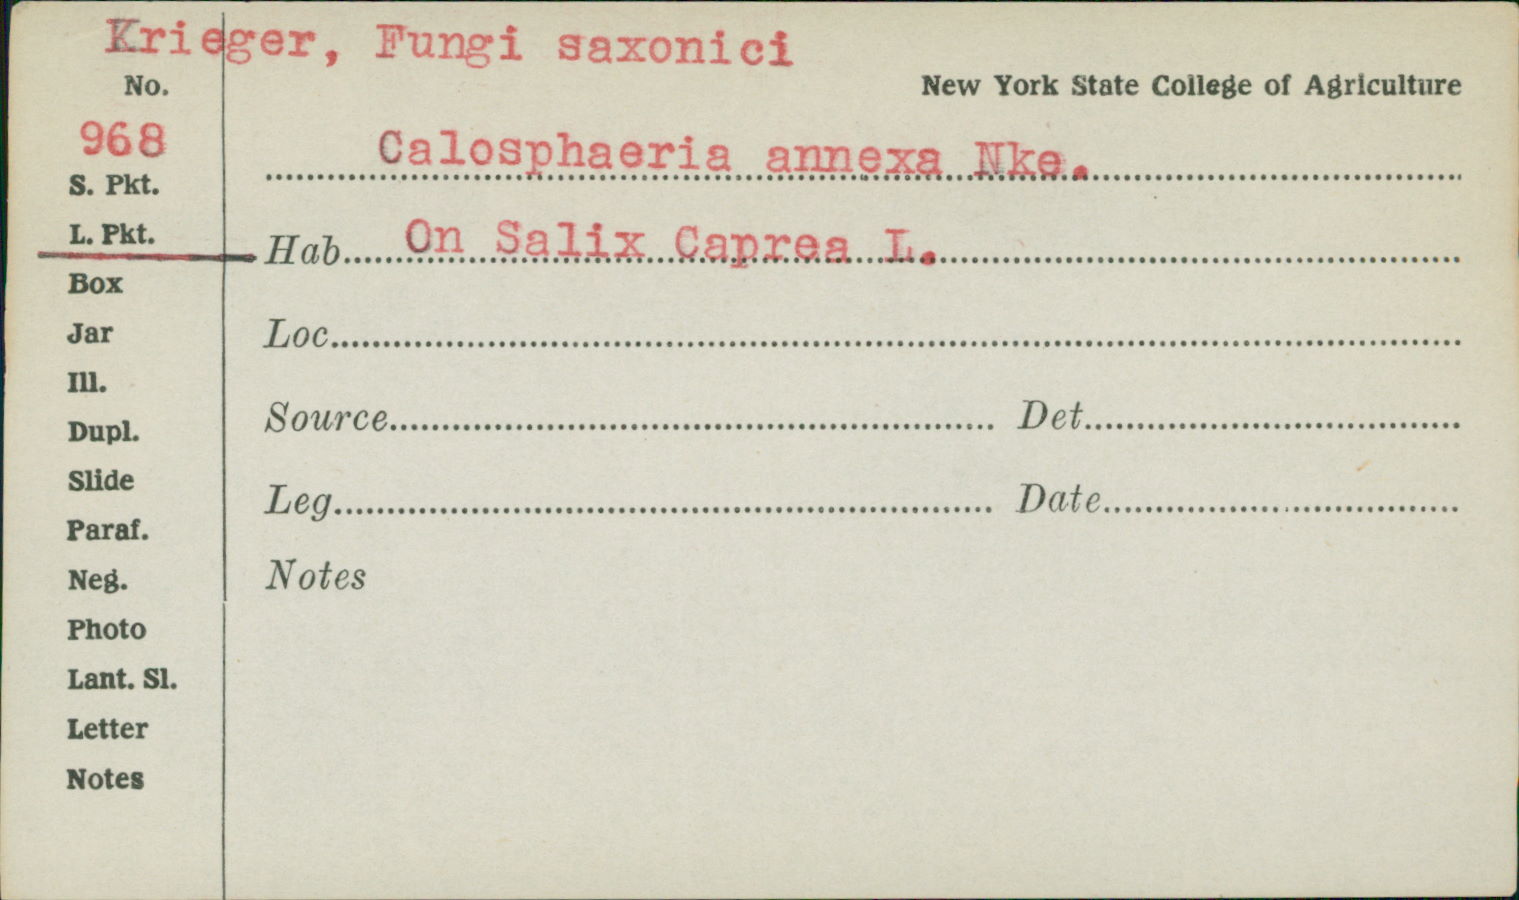 Krieger, Fungi saxonici
No.
New York State College of Agriculture
968
Calosphaeria annexa Nke.
S. Pkt.
L. Pkt.
Hab. On Salix Caprea L.
Box
Jar
Loc.
Ill.
Source Det.
Dupl.
Slide
Leg. Date
Paraf.
Neg.
Notes
Photo
Lant. Sl.
Letter
Notes